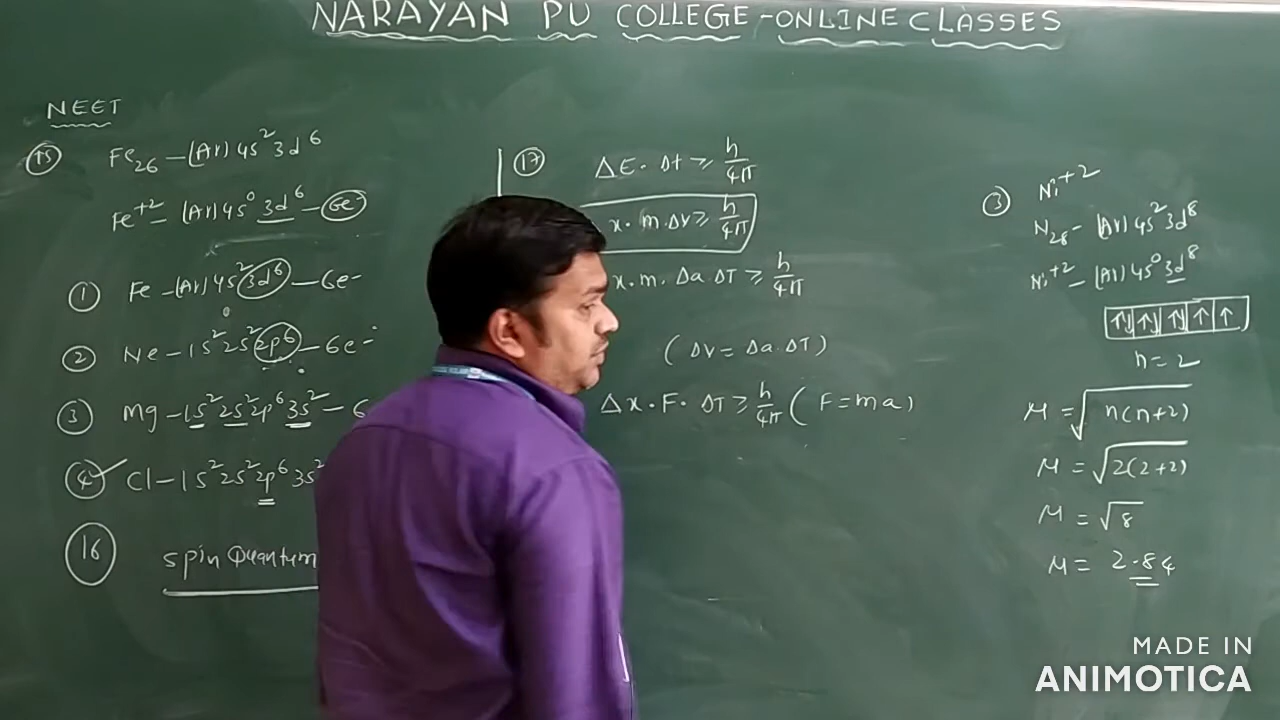 NARAYAN PU COLLEGE - ONLINE CLASSES
NEET
15 Fe26 – (Ar) 4s² 3d⁶
Fe⁺² – (Ar) 4s⁰ 3d⁶ – 6e⁻
1 Fe – (Ar) 4s² 3d⁶ – 6e⁻
2 Ne – 1s² 2s² 2p⁶ – 6e⁻
3 Mg – 1s² 2s² 2p⁶ 3s² – 6
4 Cl – 1s² 2s² 2p⁶ 3s²
16 spin Quantum
17 ΔE · Δt ≥ h/4π
x · m · Δv ≥ h/4π
x · m · Δa · ΔT ≥ h/4π
(Δv = Δa · ΔT)
Δx · F · ΔT ≥ h/4π (F = ma)
3 Ni⁺²
N28 – (Ar) 4s² 3d⁸
Ni⁺² – (Ar) 4s⁰ 3d⁸
⇅ ⇅ ⇅ ↑ ↑
n = 2
μ = √n(n+2)
μ = √2(2+2)
μ = √8
μ = 2.84
MADE IN
ANIMOTICA